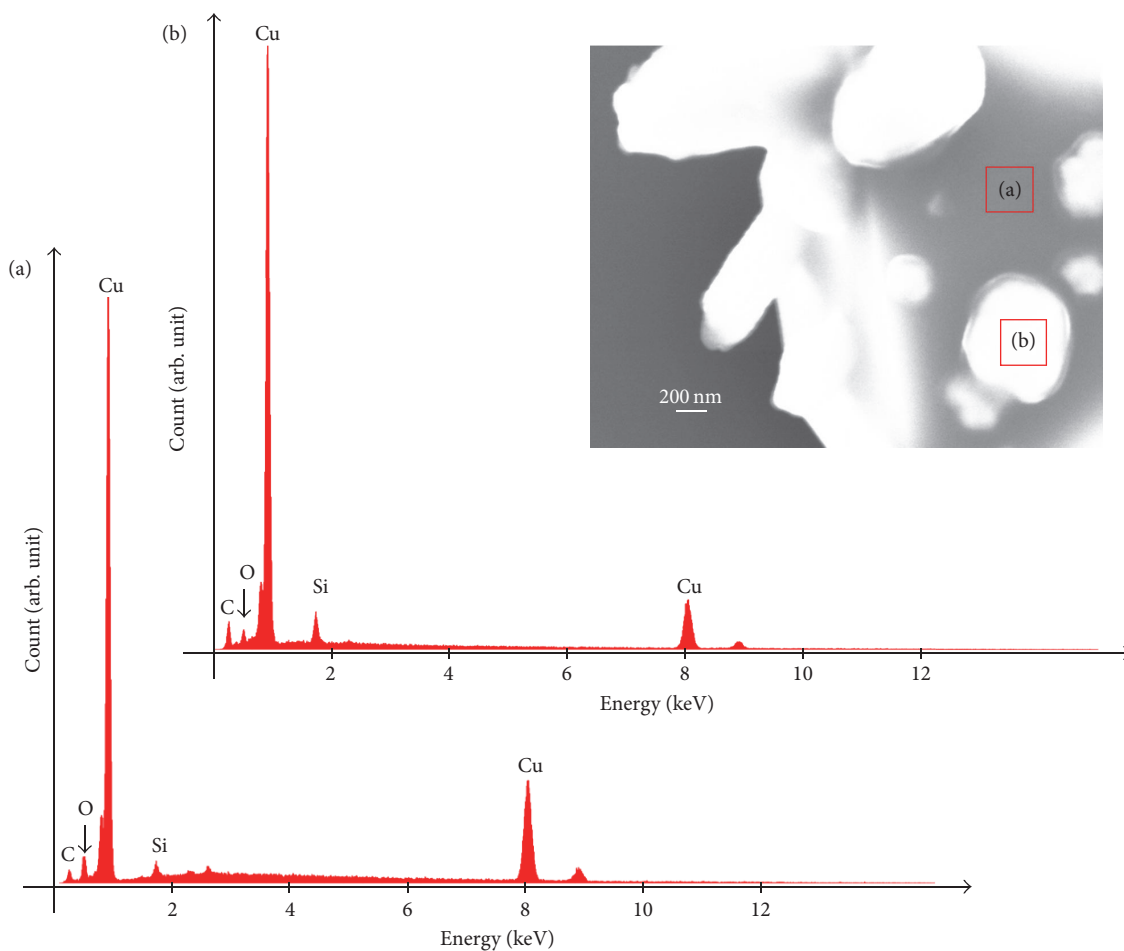 (b)
Cu
Count (arb. unit)
C
O
Si
Cu
2
4
6
8
10
12
Energy (keV)
(a)
(b)
200 nm
(a)
Cu
Count (arb. unit)
C
O
Si
Cu
2
4
6
8
10
12
Energy (keV)